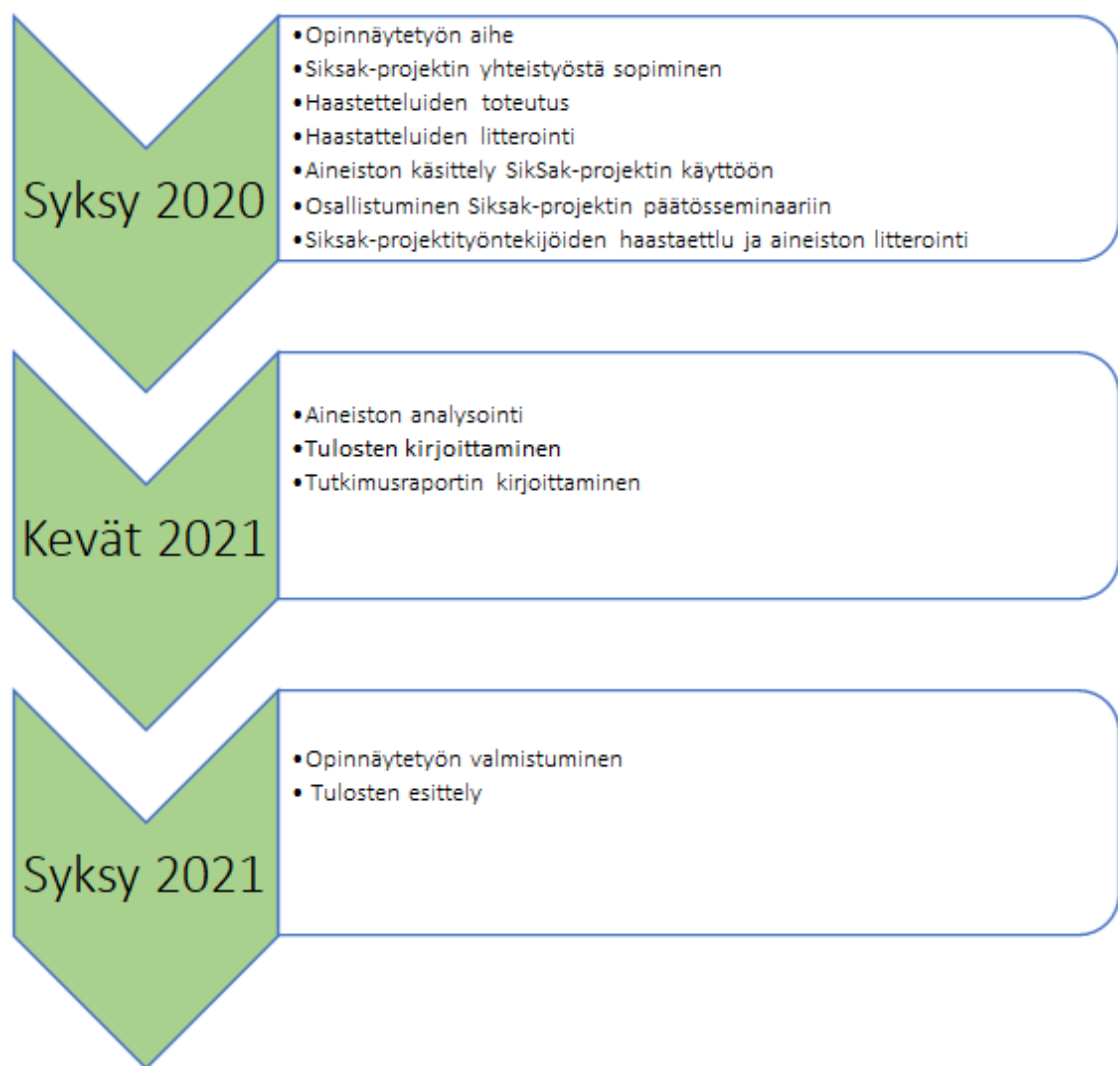 Syksy 2020
•Opinnäytetyön aihe
•Siksak-projektin yhteistyöstä sopiminen
•Haastetteluiden toteutus
•Haastatteluiden litterointi
•Aineiston käsittely SikSak-projektin käyttöön
•Osallistuminen Siksak-projektin päätösseminaariin
•Siksak-projektityöntekijöiden haastaettlu ja aineiston litterointi
Kevät 2021
•Aineiston analysointi
•Tulosten kirjoittaminen
•Tutkimusraportin kirjoittaminen
Syksy 2021
•Opinnäytetyön valmistuminen
• Tulosten esittely